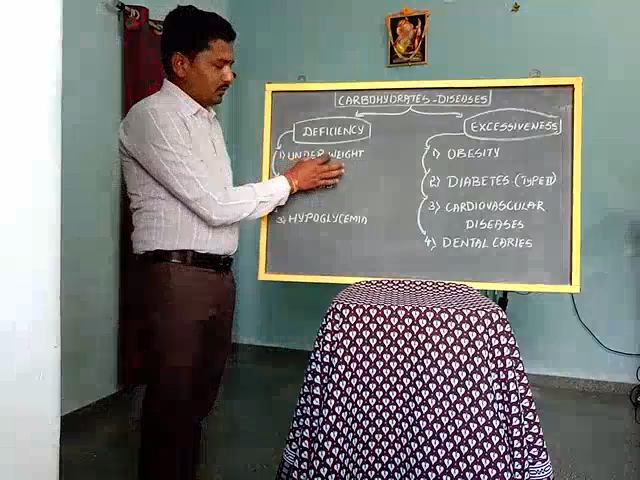 CARBOHYDRATES-DISEASES
DEFICIENCY
1) UNDER WEIGHT
3) HYPOGLYCEMIA
EXCESSIVENESS
1) OBESITY
2) DIABETES (TYPE II)
3) CARDIOVASCULAR
DISEASES
4) DENTAL CARIES